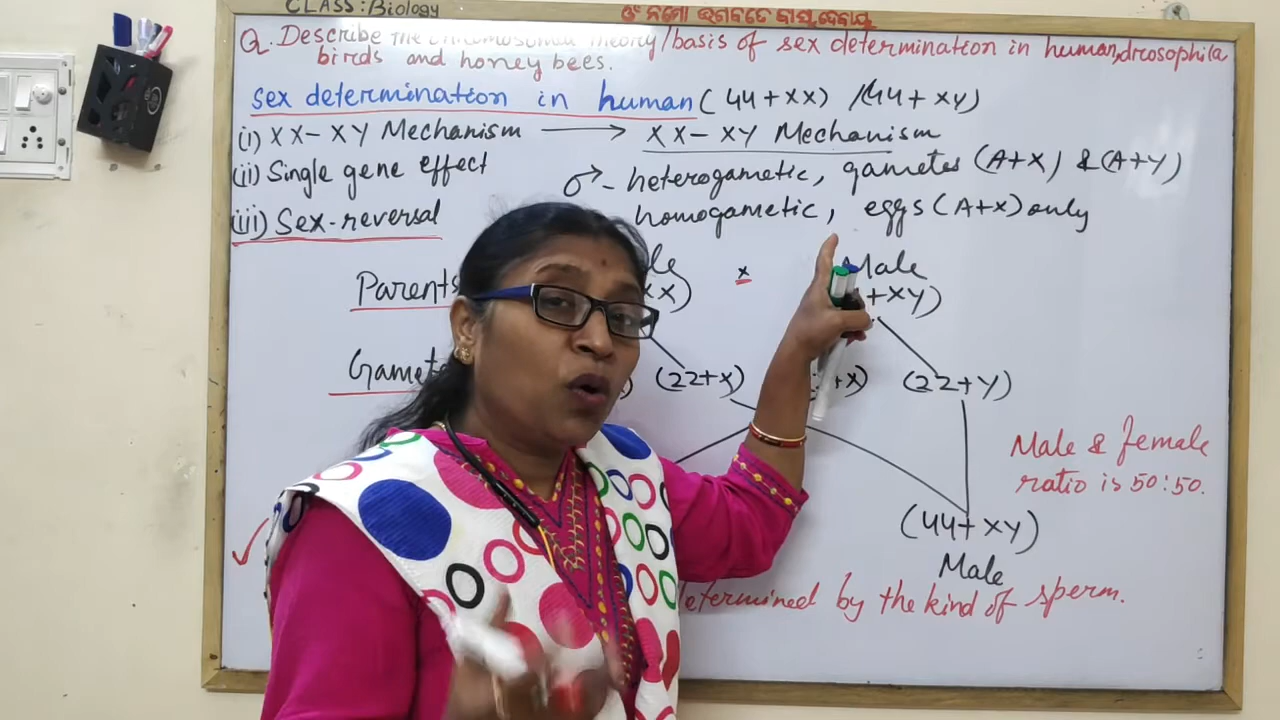 CLASS: Biology
ଓଁ ନମୋ ଭଗବତେ ବାସୁଦେବାୟ
Q. Describe the chromosomal theory/basis of sex determination in human, drosophila
birds and honey bees.
sex determination in human (44+XX) /(44+XY)
(i) XX-XY Mechanism → XX-XY Mechanism
(ii) Single gene effect
♂ - heterogametic, gametes (A+X) & (A+Y)
(iii) Sex-reversal
homogametic, eggs (A+X) only
Parents
x
Male
+XY)
(22+X)
+X)
(22+Y)
Male & female
ratio is 50:50.
(44+XY)
Male
determined by the kind of sperm.